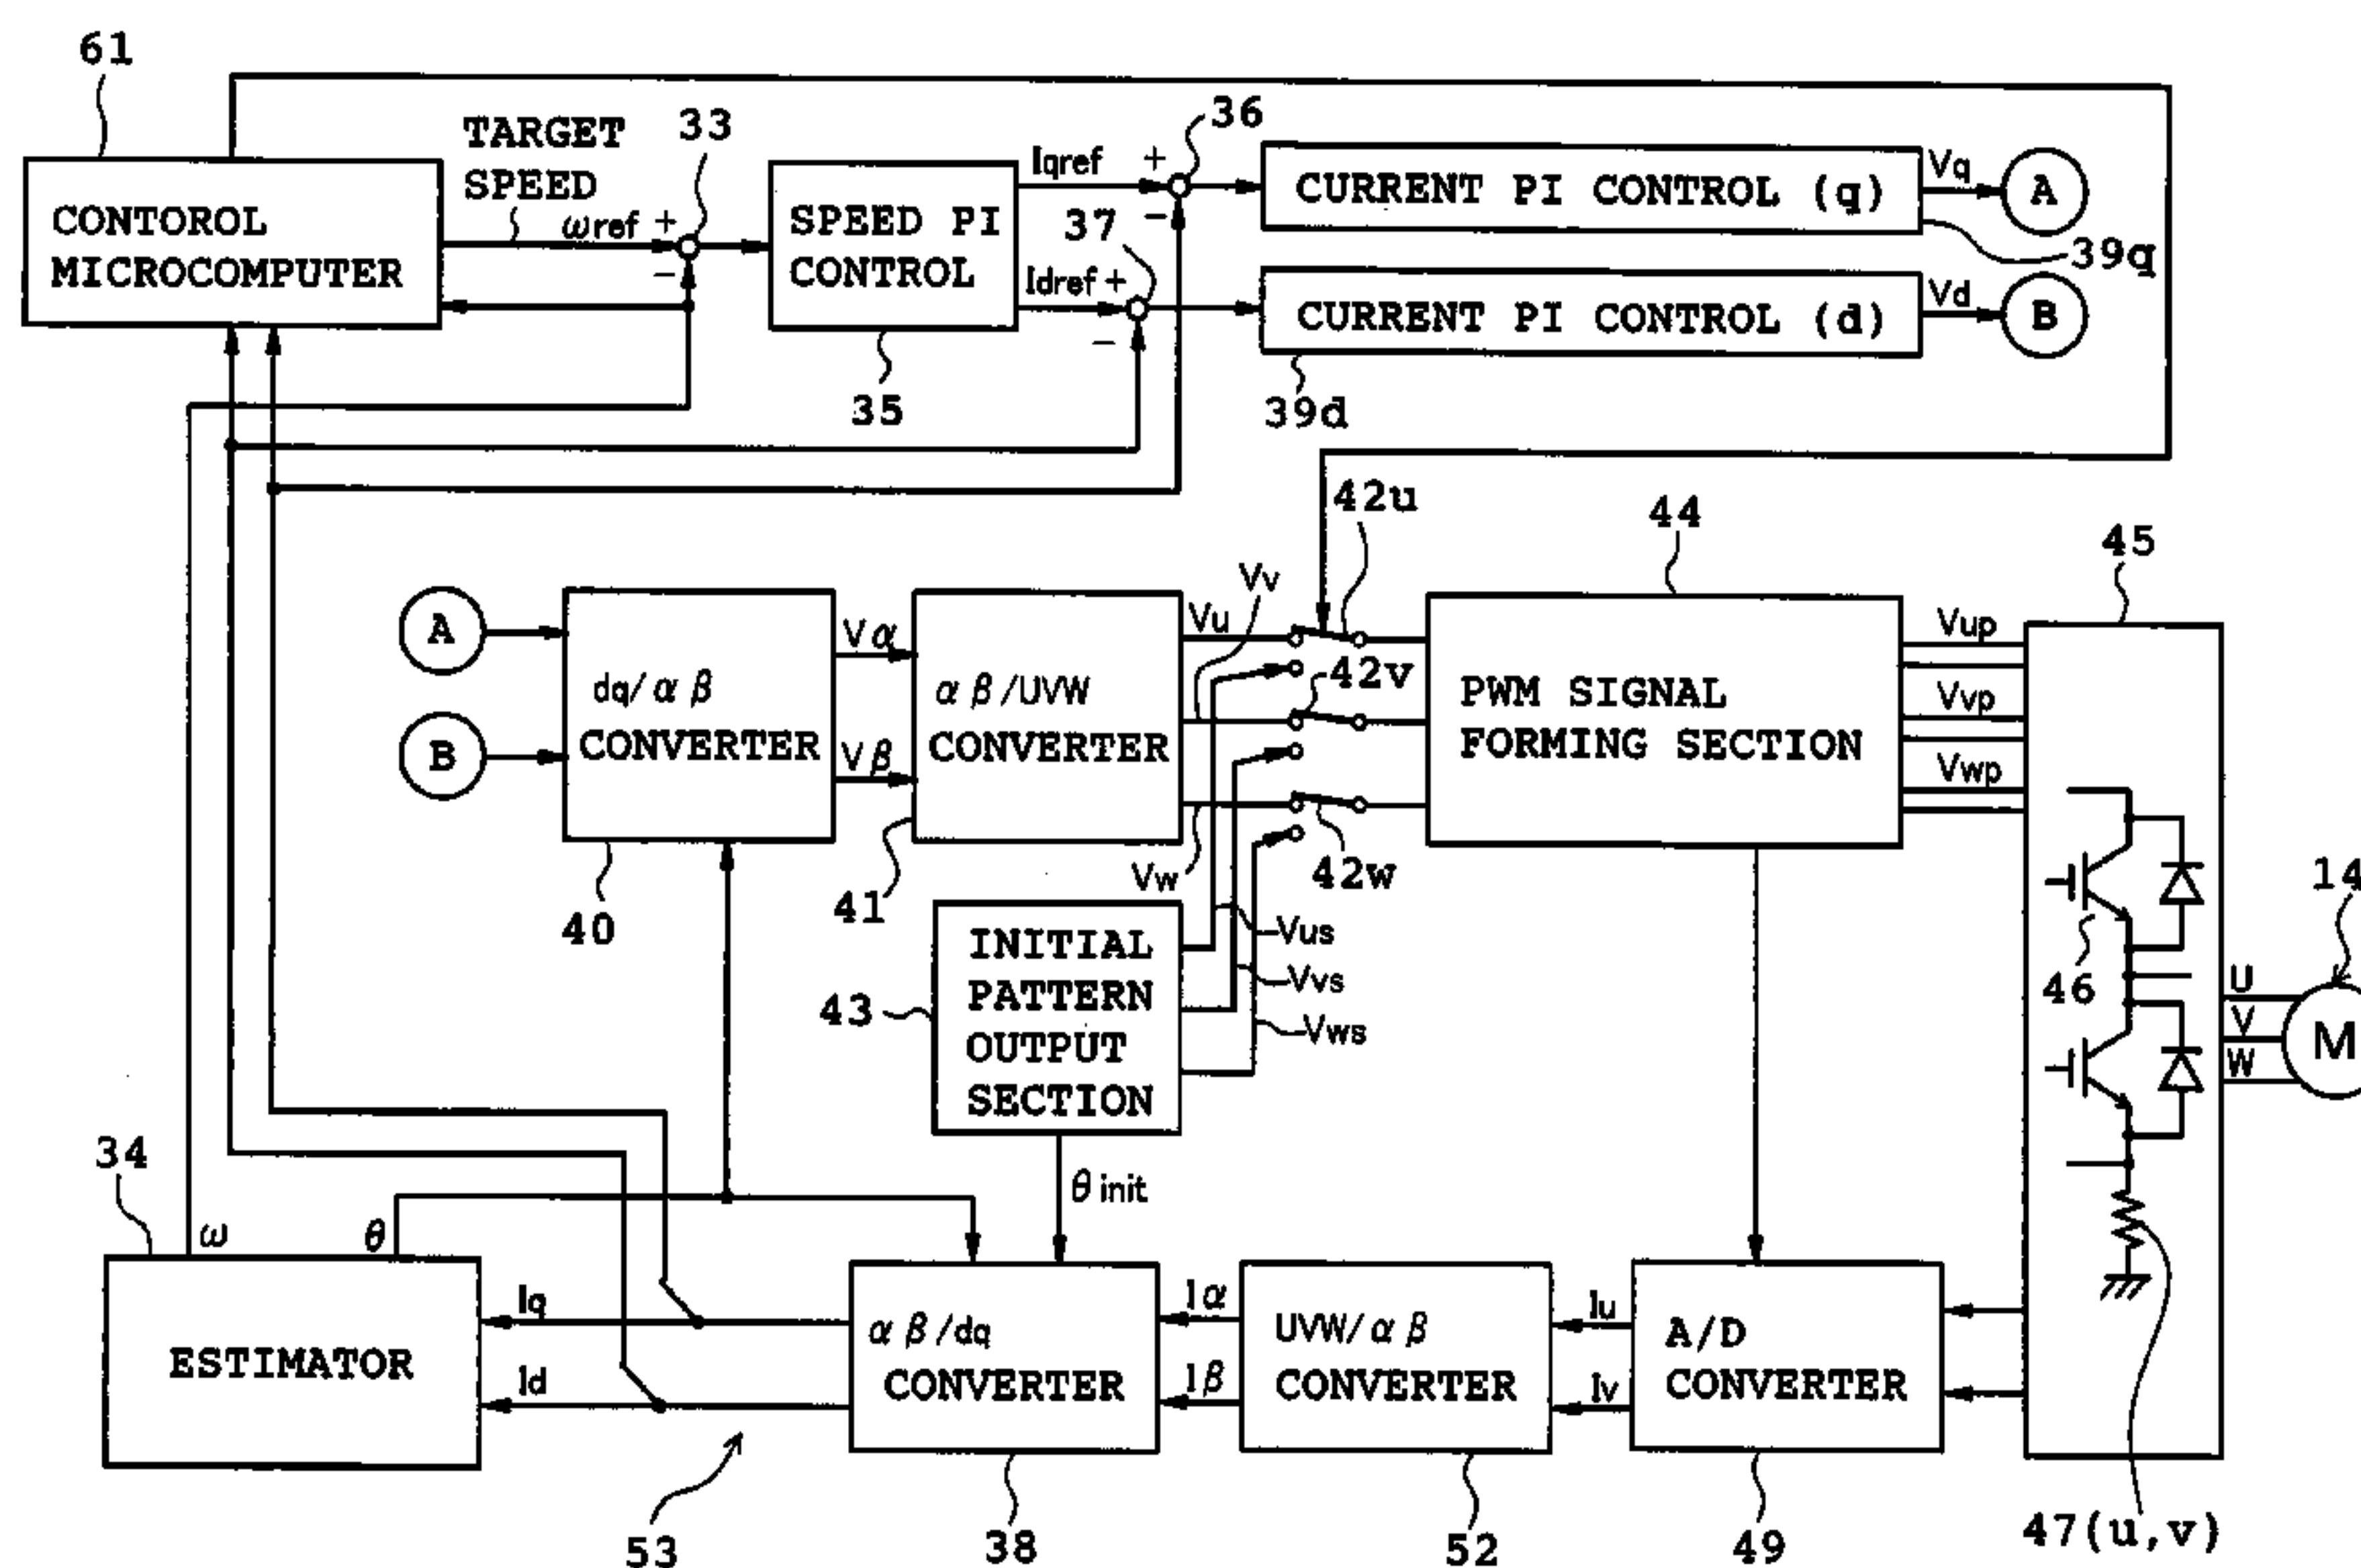 61
TARGET
SPEED
33
36
Iqref +
CURRENT PI CONTROL (q)
Vq
A
CONTOROL
MICROCOMPUTER
ωref +
−
SPEED PI
CONTROL
−
37
39q
Idref +
CURRENT PI CONTROL (d)
Vd
B
−
35
39d
42u
44
45
Vv
A
Vα
Vu
Vup
dq/αβ
CONVERTER
αβ/UVW
CONVERTER
42v
PWM SIGNAL
FORMING SECTION
Vvp
B
Vβ
Vwp
Vw
42w
14
40
41
INITIAL
PATTERN
OUTPUT
SECTION
Vus
Vvs
Vws
43
46
U
V
W
M
34
θ init
ω
θ
ESTIMATOR
Iq
Id
αβ/dq
CONVERTER
Iα
Iβ
UVW/αβ
CONVERTER
Iu
Iv
A/D
CONVERTER
53
38
52
49
47(u,v)